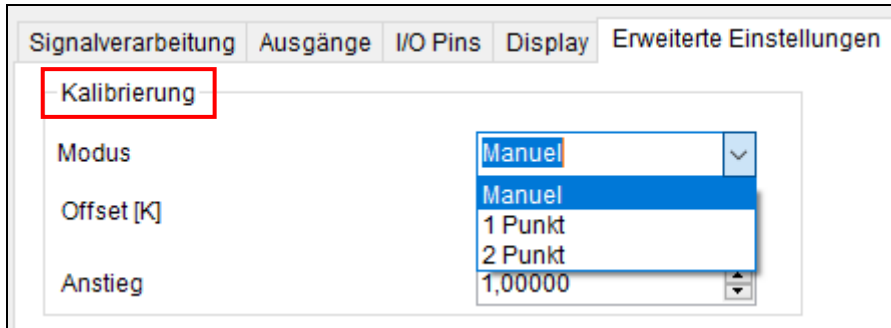 Signalverarbeitung Ausgänge I/O Pins Display Erweiterte Einstellungen
Kalibrierung
Modus Manuel
Manuel
Offset [K]
1 Punkt
2 Punkt
Anstieg 1,00000